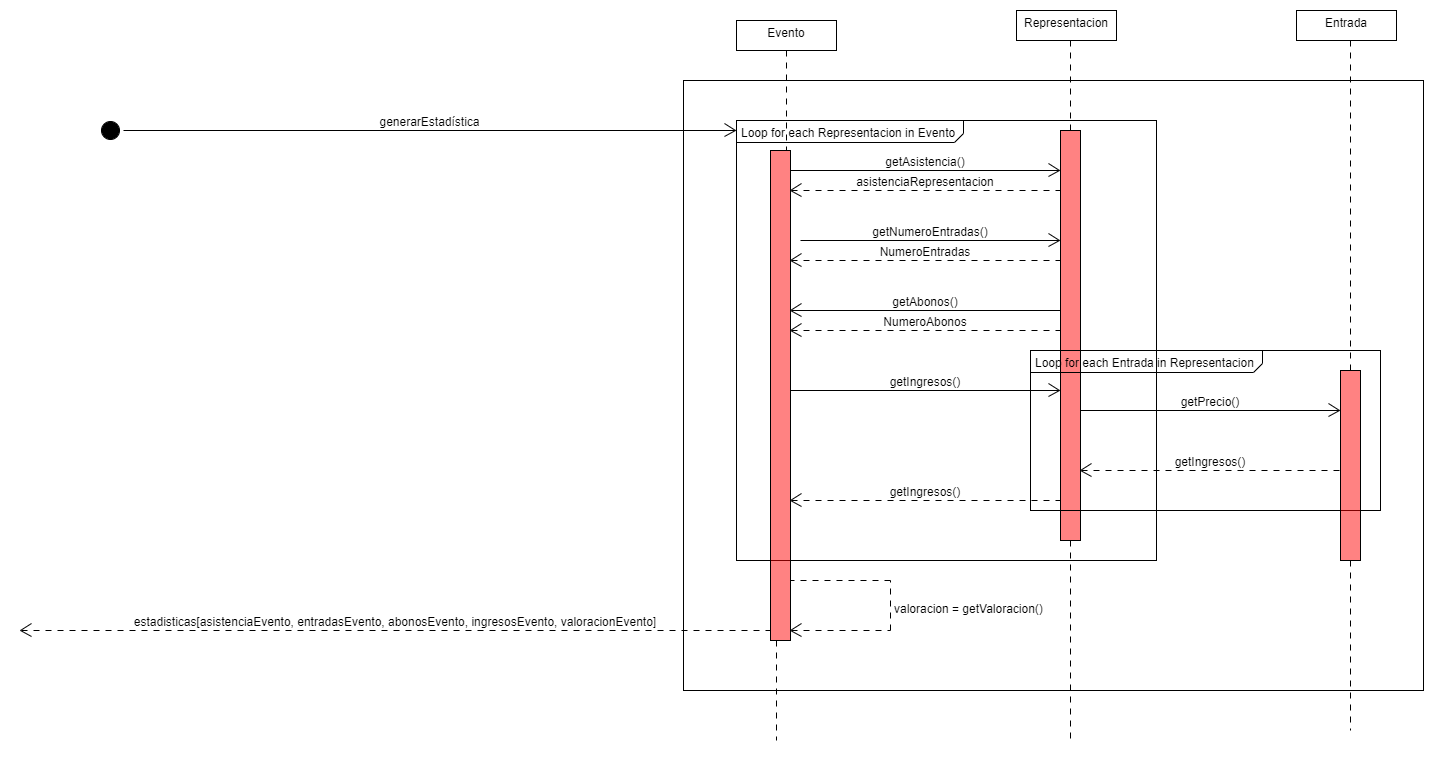 Evento
Representacion
Entrada
generarEstadística
Loop for each Representacion in Evento
getAsistencia()
asistenciaRepresentacion
getNumeroEntradas()
NumeroEntradas
getAbonos()
NumeroAbonos
Loop for each Entrada in Representacion
getIngresos()
getPrecio()
getIngresos()
getIngresos()
valoracion = getValoracion()
estadisticas[asistenciaEvento, entradasEvento, abonosEvento, ingresosEvento, valoracionEvento]